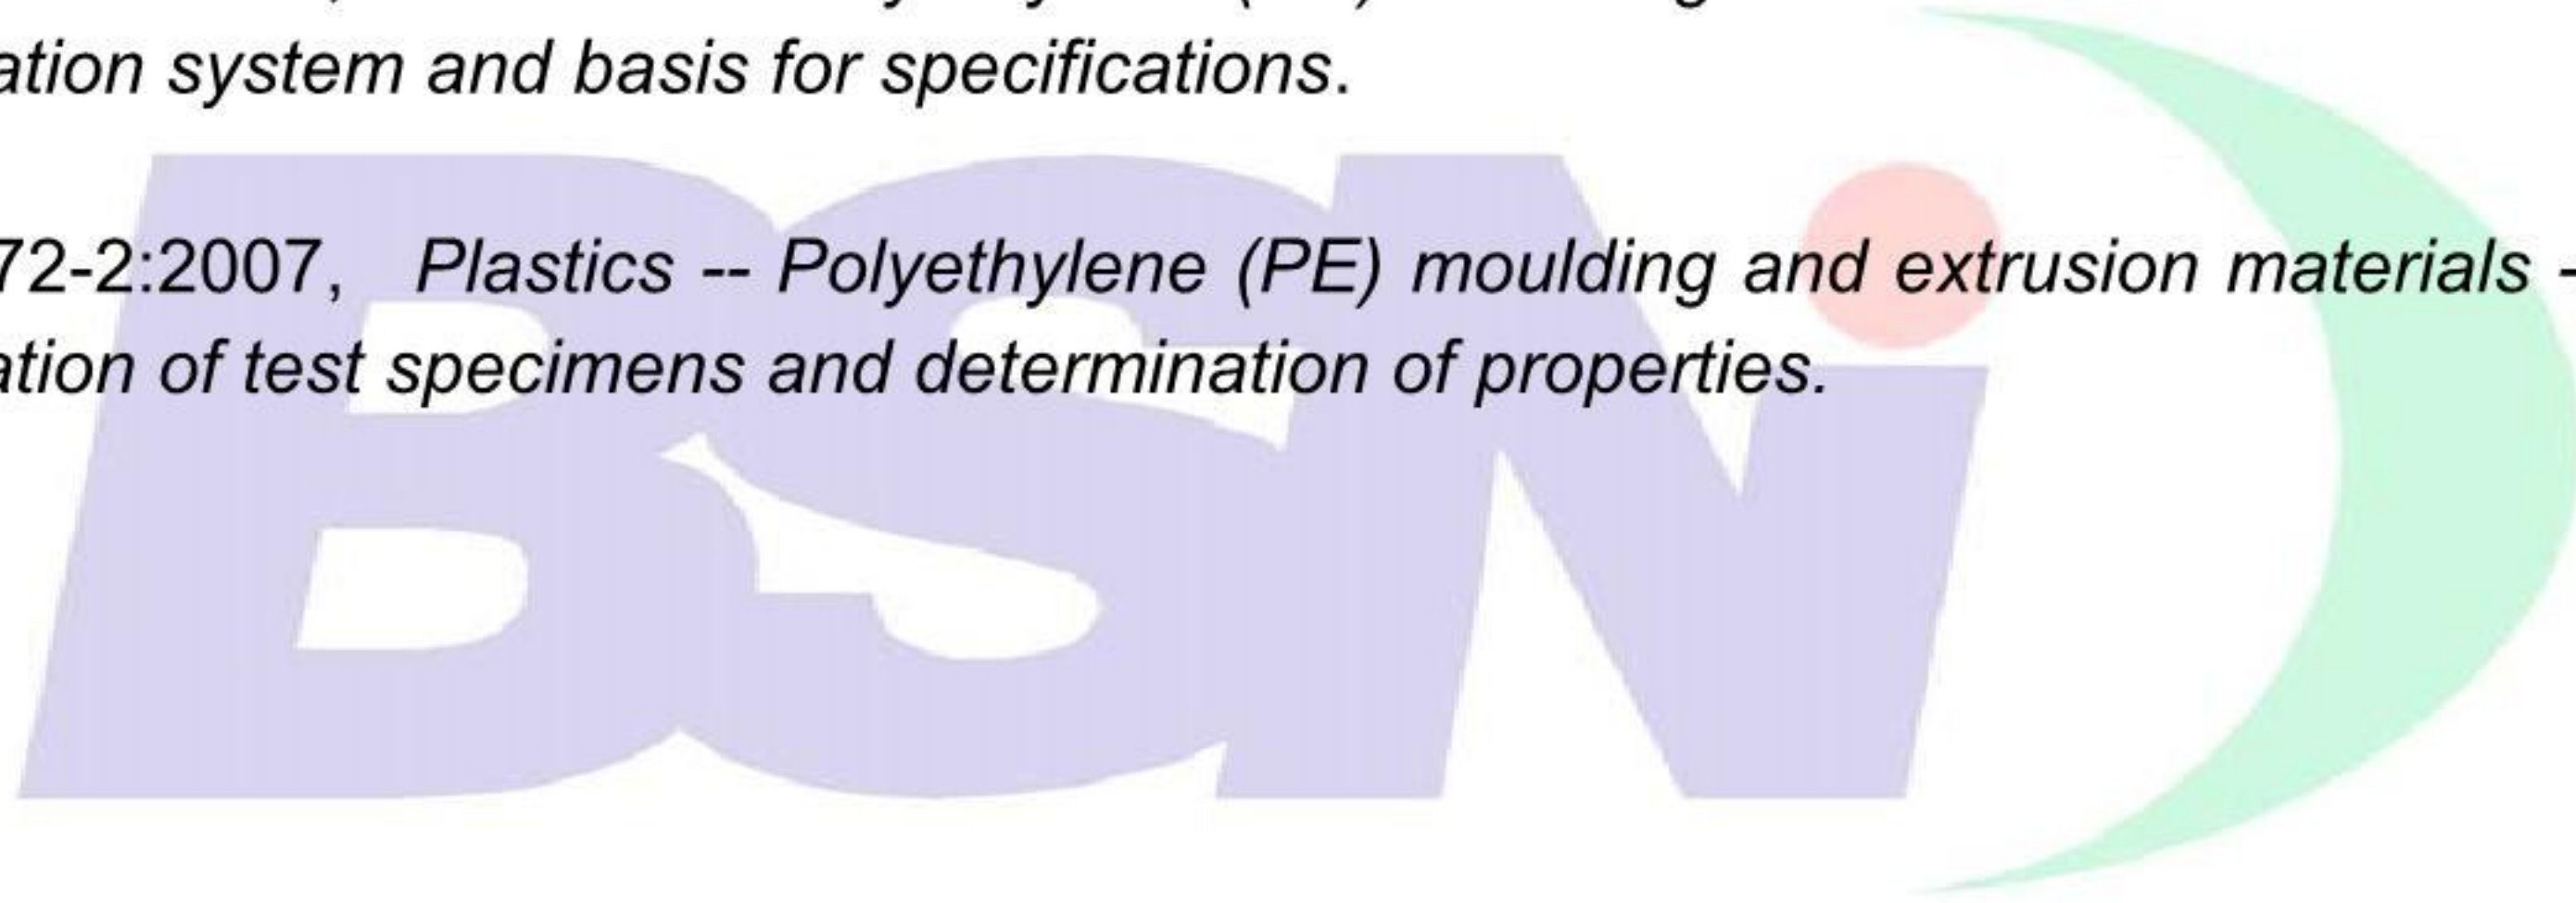 ation system and basis for specifications.
72-2:2007, Plastics -- Polyethylene (PE) moulding and extrusion materials -
ation of test specimens and determination of properties.
BSNi